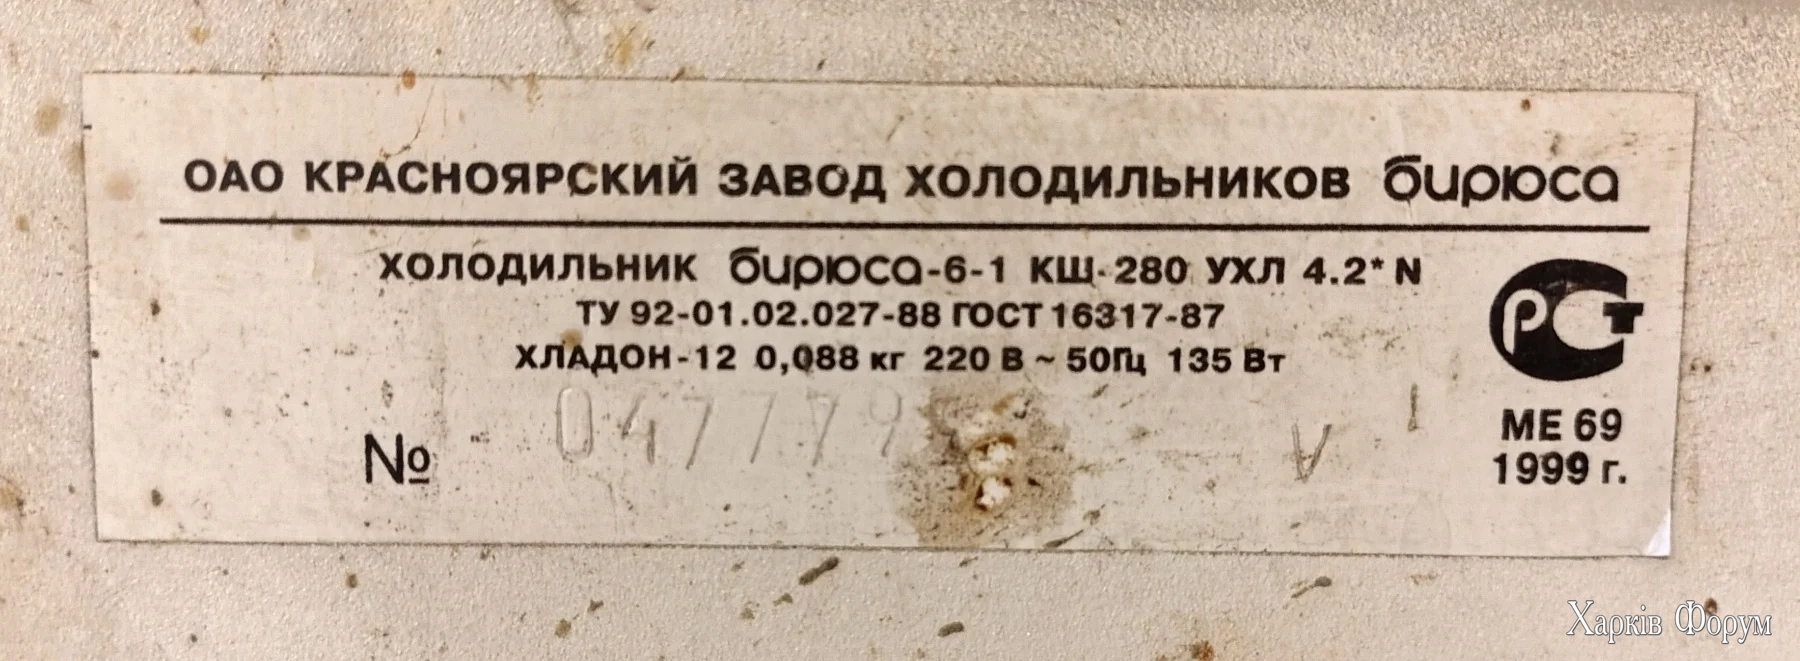 ОАО КРАСНОЯРСКИЙ ЗАВОД ХОЛОДИЛЬНИКОВ бирюса
ХОЛОДИЛЬНИК бирюса-6-1 КШ-280 УХЛ 4.2* N
ТУ 92-01.02.027-88 ГОСТ 16317-87
ХЛАДОН-12 0,088 кг 220 В ~ 50Гц 135 Вт
РСТ
№ 047779 V
МЕ 69
1999 г.
Харків Форум